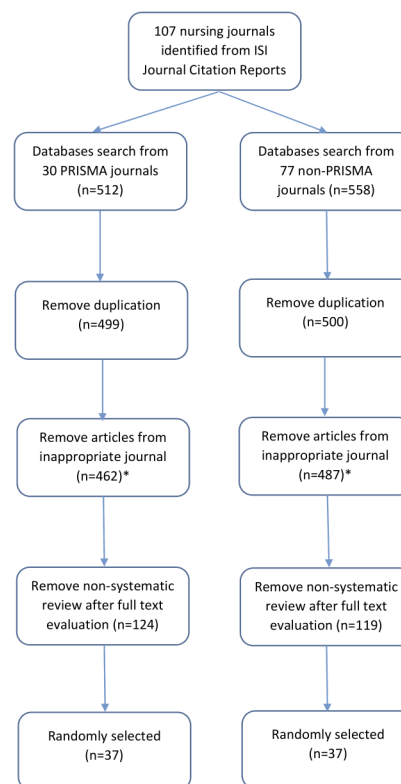 107 nursing journals
identified from ISI
Journal Citation Reports
Databases search from
30 PRISMA journals
(n=512)
Databases search from
77 non-PRISMA
journals (n=558)
Remove duplication
(n=499)
Remove duplication
(n=500)
Remove articles from
inappropriate journal
(n=462)*
Remove articles from
inappropriate journal
(n=487)*
Remove non-systematic
review after full text
evaluation (n=124)
Remove non-systematic
review after full text
evaluation (n=119)
Randomly selected
(n=37)
Randomly selected
(n=37)